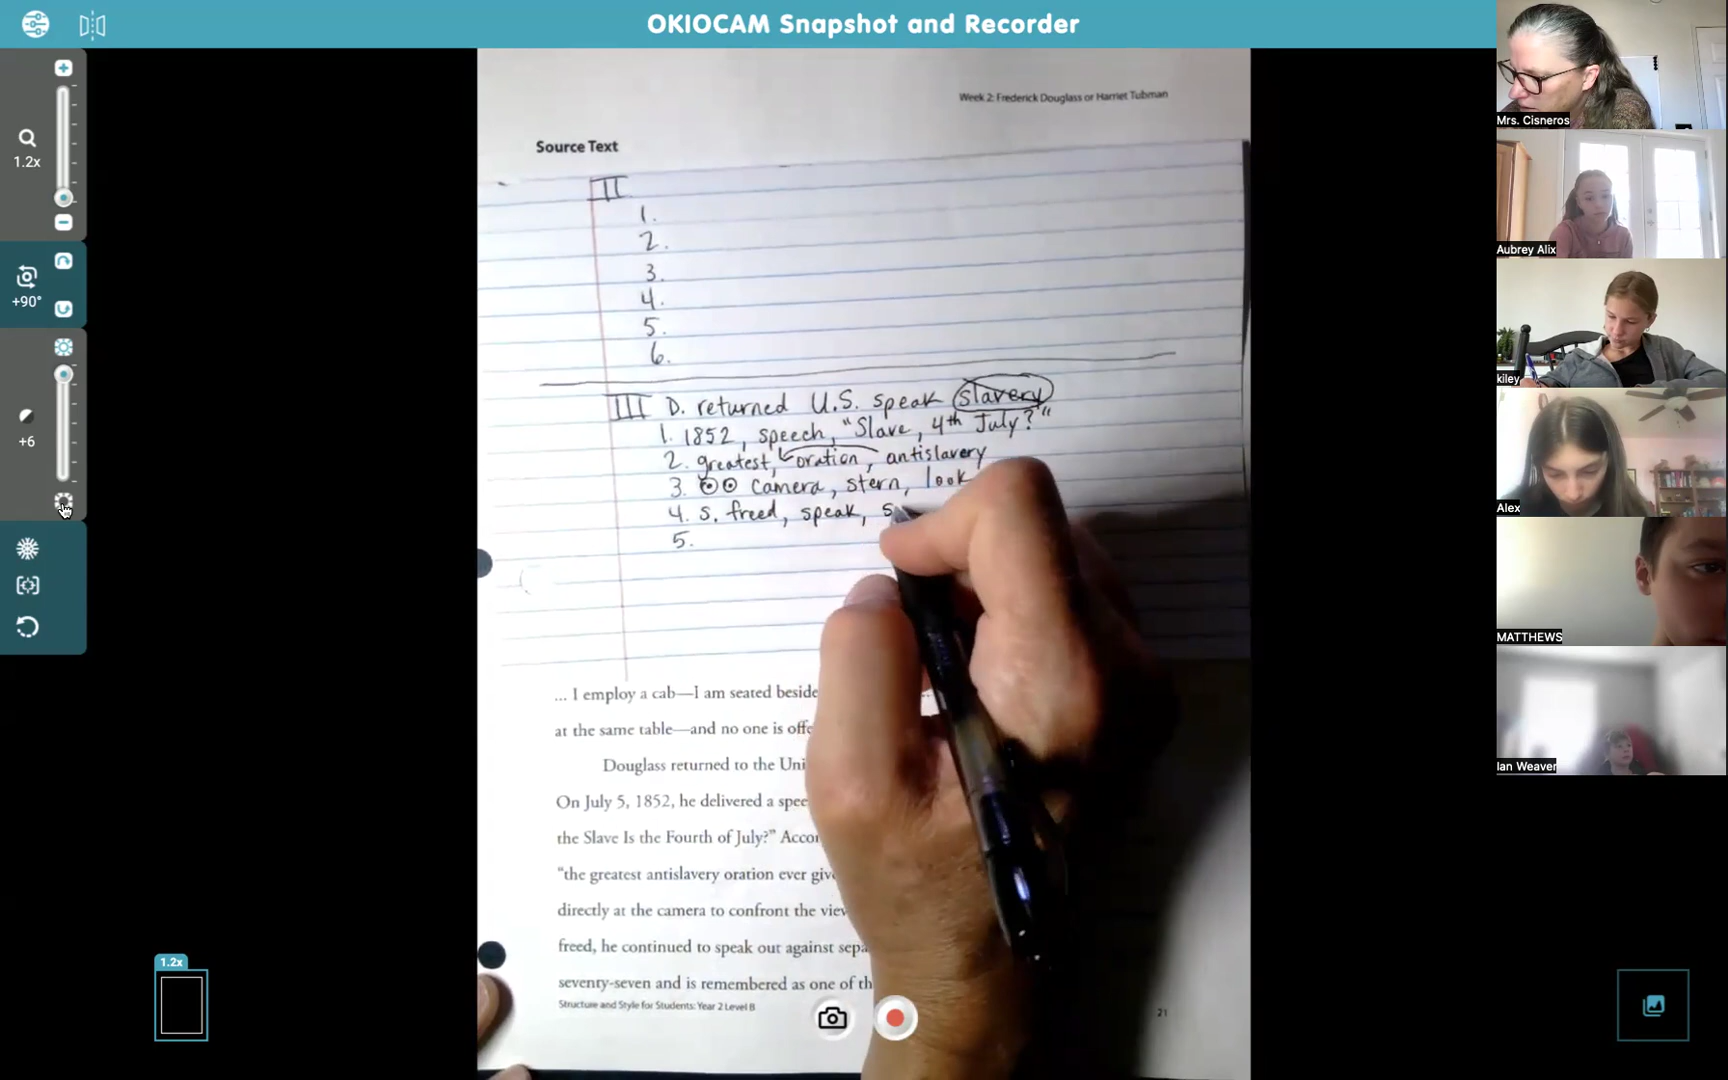 OKIOCAM Snapshot and Recorder
1.2x
+90°
+6
1.2x
Week 2: Frederick Douglass or Harriet Tubman
Source Text
II
1.
2.
3.
4.
5.
6.
III D. returned U.S. speak slavery
1. 1852, speech, "Slave, 4th July?"
2. greatest, oration, antislavery
3. camera, stern, look
4. s. freed, speak, s
5.
... I employ a cab—I am seated beside
at the same table—and no one is offe
Douglass returned to the Uni
On July 5, 1852, he delivered a spee
the Slave Is the Fourth of July?" Accor
"the greatest antislavery oration ever give
directly at the camera to confront the view
freed, he continued to speak out against sepa
seventy-seven and is remembered as one of th
Structure and Style for Students: Year 2 Level B
21
Mrs. Cisneros
Aubrey Alix
kiley
Alex
MATTHEWS
Ian Weaver